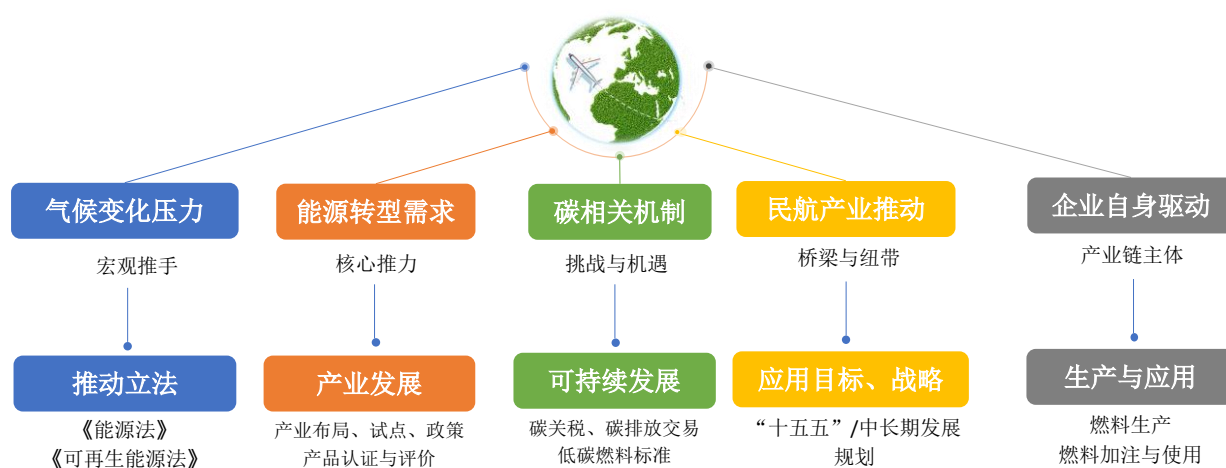 气候变化压力
能源转型需求
碳相关机制
民航产业推动
企业自身驱动
宏观推手
核心推力
挑战与机遇
桥梁与纽带
产业链主体
推动立法
产业发展
可持续发展
应用目标、战略
生产与应用
《能源法》
《可再生能源法》
产业布局、试点、政策
产品认证与评价
碳关税、碳排放交易
低碳燃料标准
“十五五”/中长期发展
规划
燃料生产
燃料加注与使用